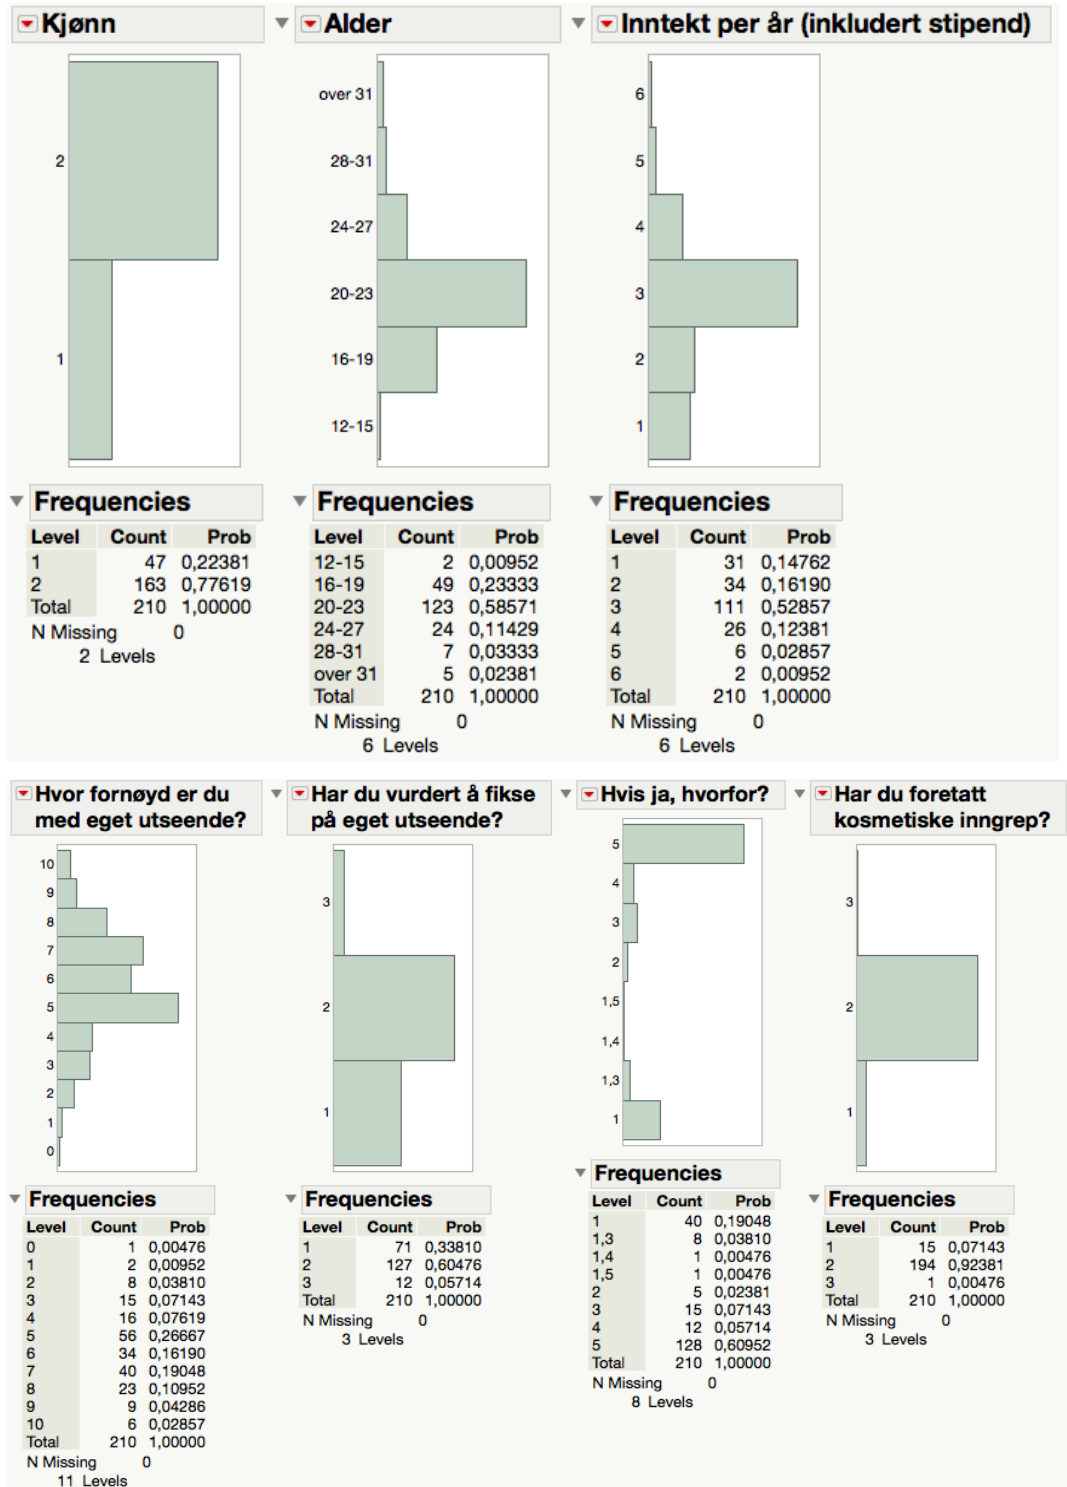 Kjønn
2
1
Frequencies
Level Count Prob
1 47 0,22381
2 163 0,77619
Total 210 1,00000
N Missing 0
2 Levels
Alder
over 31
28-31
24-27
20-23
16-19
12-15
Frequencies
Level Count Prob
12-15 2 0,00952
16-19 49 0,23333
20-23 123 0,58571
24-27 24 0,11429
28-31 7 0,03333
over 31 5 0,02381
Total 210 1,00000
N Missing 0
6 Levels
Inntekt per år (inkludert stipend)
6
5
4
3
2
1
Frequencies
Level Count Prob
1 31 0,14762
2 34 0,16190
3 111 0,52857
4 26 0,12381
5 6 0,02857
6 2 0,00952
Total 210 1,00000
N Missing 0
6 Levels
Hvor fornøyd er du
med eget utseende?
10
9
8
7
6
5
4
3
2
1
0
Frequencies
Level Count Prob
0 1 0,00476
1 2 0,00952
2 8 0,03810
3 15 0,07143
4 16 0,07619
5 56 0,26667
6 34 0,16190
7 40 0,19048
8 23 0,10952
9 9 0,04286
10 6 0,02857
Total 210 1,00000
N Missing 0
11 Levels
Har du vurdert å fikse
på eget utseende?
3
2
1
Frequencies
Level Count Prob
1 71 0,33810
2 127 0,60476
3 12 0,05714
Total 210 1,00000
N Missing 0
3 Levels
Hvis ja, hvorfor?
5
4
3
2
1,5
1,4
1,3
1
Frequencies
Level Count Prob
1 40 0,19048
1,3 8 0,03810
1,4 1 0,00476
1,5 1 0,00476
2 5 0,02381
3 15 0,07143
4 12 0,05714
5 128 0,60952
Total 210 1,00000
N Missing 0
8 Levels
Har du foretatt
kosmetiske inngrep?
3
2
1
Frequencies
Level Count Prob
1 15 0,07143
2 194 0,92381
3 1 0,00476
Total 210 1,00000
N Missing 0
3 Levels